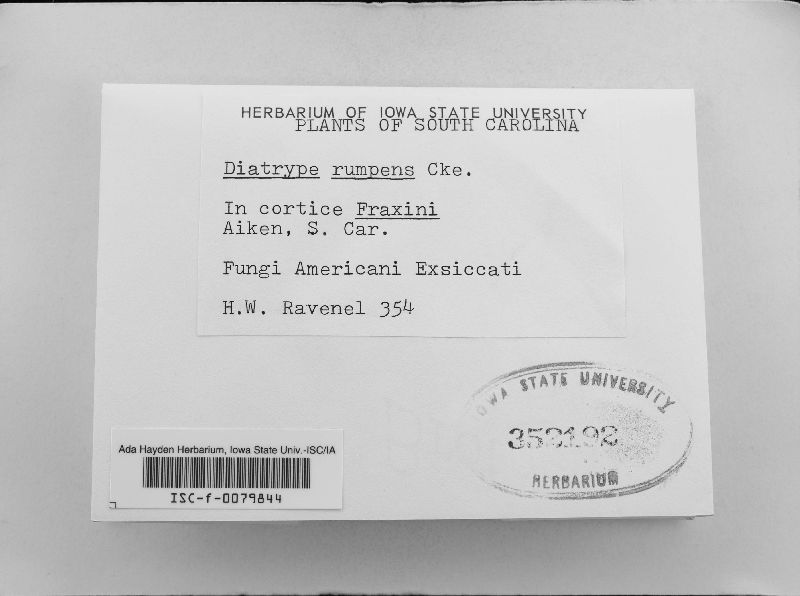 HERBARIUM OF IOWA STATE UNIVERSITY
PLANTS OF SOUTH CAROLINA
Diatrype rumpens Cke.
In cortice Fraxini
Aiken, S. Car.
Fungi Americani Exsiccati
H.W. Ravenel 354
IOWA STATE UNIVERSITY
352192
HERBARIUM
Ada Hayden Herbarium, Iowa State Univ.-ISC/IA
ISC-f-0079844